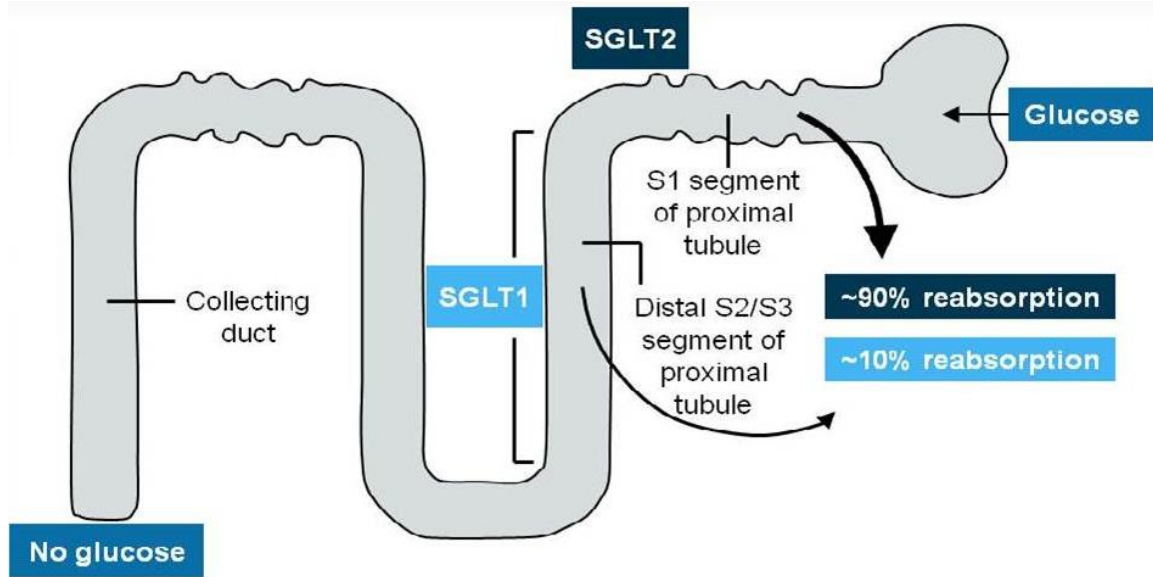 SGLT2
Glucose
S1 segment
of proximal
tubule
SGLT1
Collecting
duct
Distal S2/S3
segment of
proximal
tubule
~90% reabsorption
~10% reabsorption
No glucose